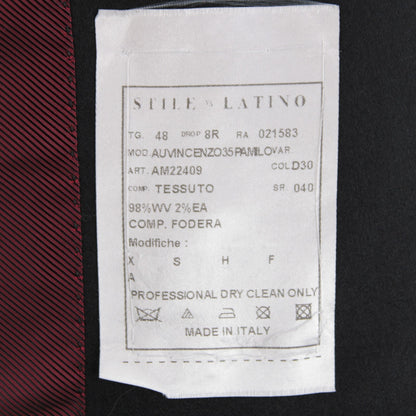 STILE LATINO
TG. 48 DROP 8R RA 021583
MOD. AUVINCENZO35PAMILO VAR.
ART. AM22409 COL. D30
COMP. TESSUTO SR. 040
98%WV 2%EA
COMP. FODERA
Modifiche :
X S H F
A
PROFESSIONAL DRY CLEAN ONLY
MADE IN ITALY